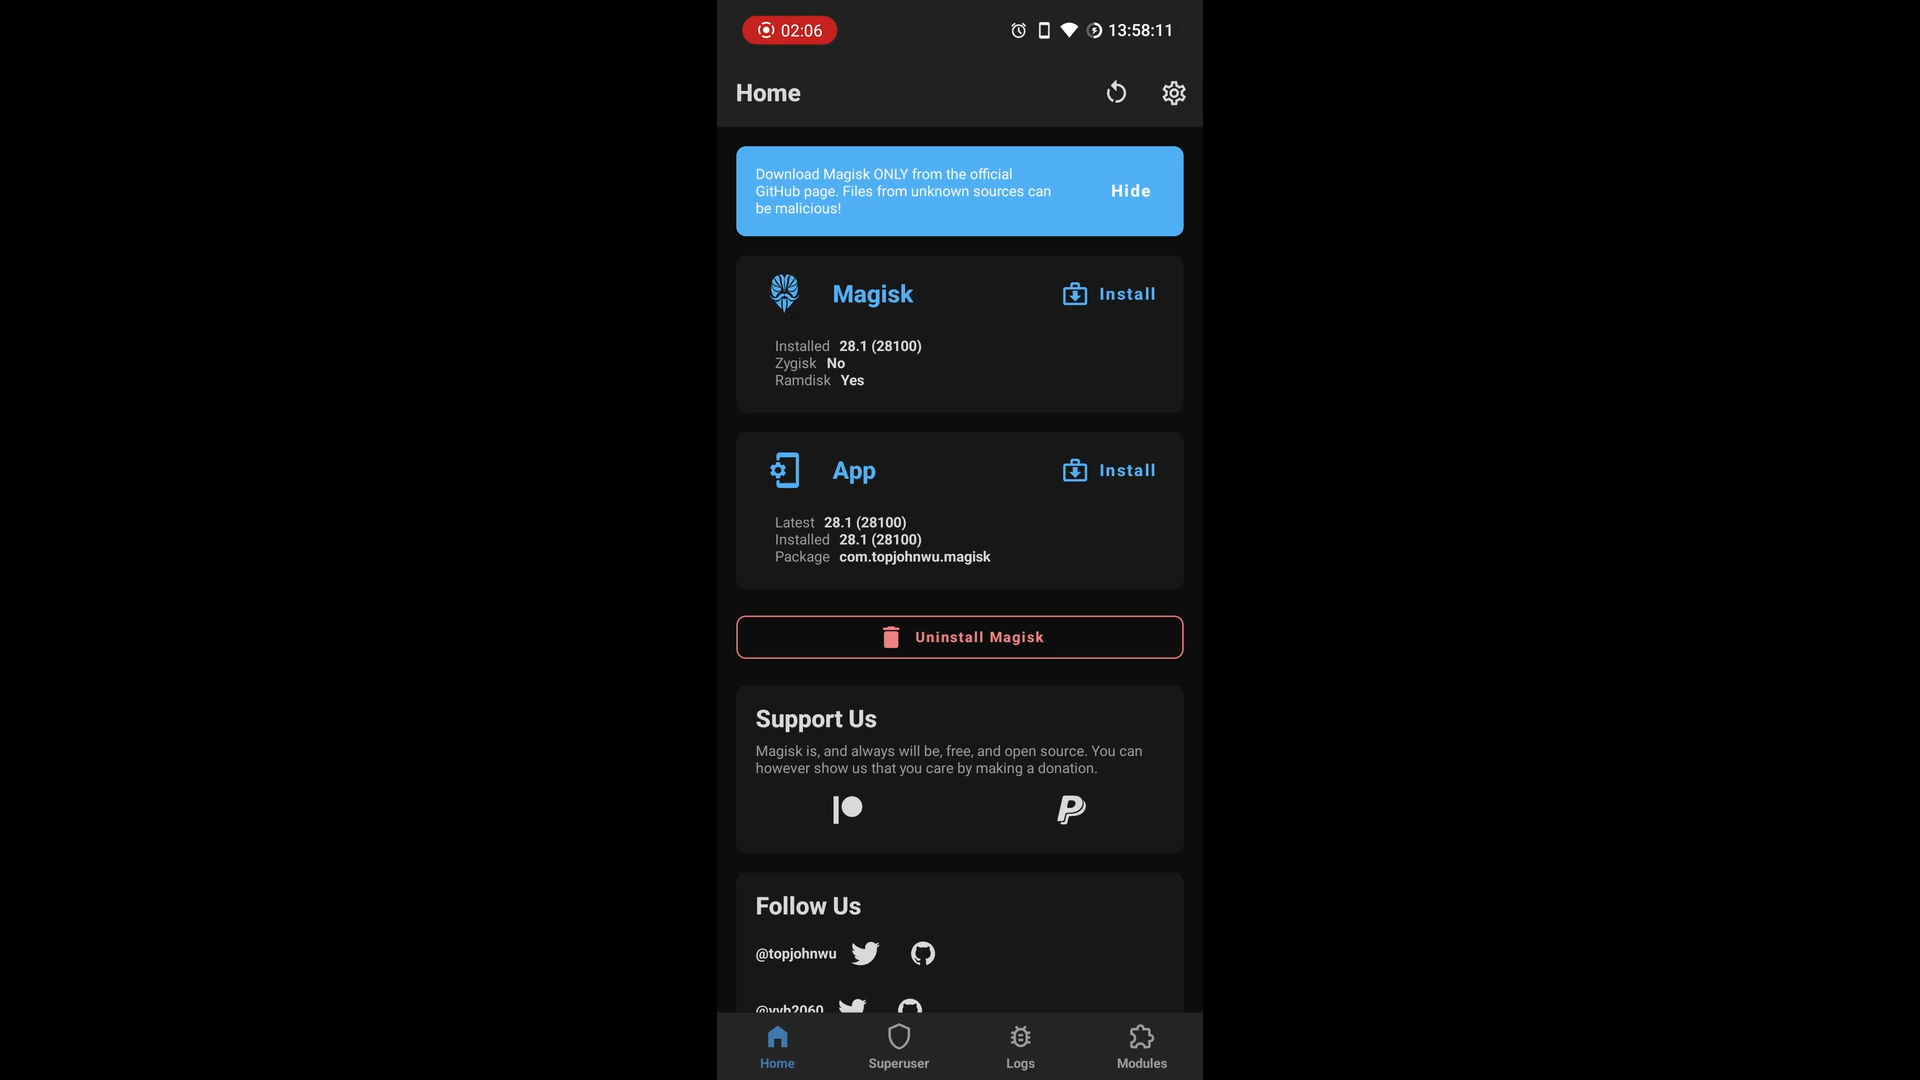 02:06
13:58:11
Home
Download Magisk ONLY from the official
GitHub page. Files from unknown sources can
be malicious!
Hide
Magisk
Install
Installed 28.1 (28100)
Zygisk No
Ramdisk Yes
App
Install
Latest 28.1 (28100)
Installed 28.1 (28100)
Package com.topjohnwu.magisk
Uninstall Magisk
Support Us
Magisk is, and always will be, free, and open source. You can
however show us that you care by making a donation.
Follow Us
@topjohnwu
@vvb2060
Home
Superuser
Logs
Modules